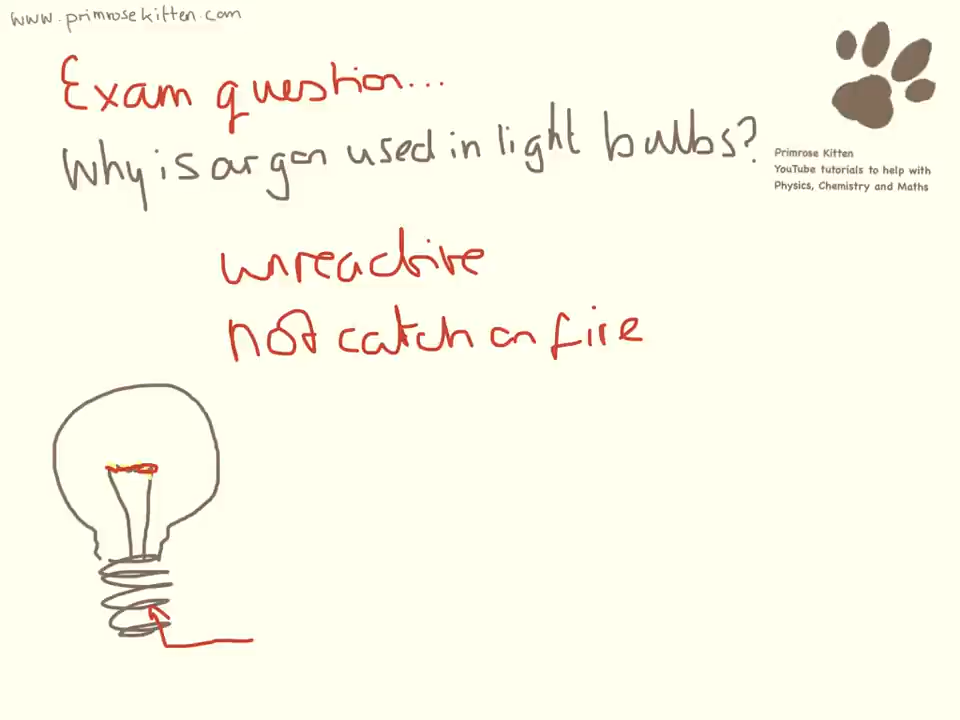 www.primrosekitten.com
Exam question...
Why is argon used in light bulbs?
Primrose Kitten
YouTube tutorials to help with
Physics, Chemistry and Maths
unreactive
not catch on fire